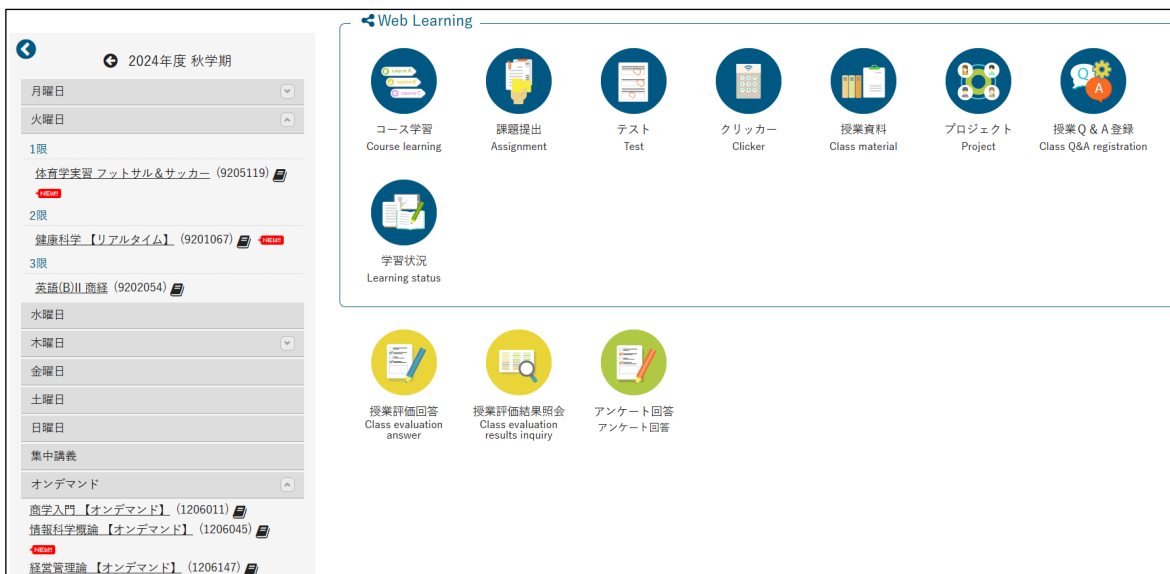 2024年度 秋学期
月曜日
火曜日
1限
体育学実習 フットサル＆サッカー (9205119)
NEW!!
2限
健康科学 【リアルタイム】 (9201067) NEW!!
3限
英語(B)II 商経 (9202054)
水曜日
木曜日
金曜日
土曜日
日曜日
集中講義
オンデマンド
商学入門 【オンデマンド】 (1206011)
情報科学概論 【オンデマンド】 (1206045)
NEW!!
経営管理論 【オンデマンド】 (1206147)
Web Learning
コース学習
Course learning
課題提出
Assignment
テスト
Test
クリッカー
Clicker
授業資料
Class material
プロジェクト
Project
授業Q & A登録
Class Q&A registration
学習状況
Learning status
授業評価回答
Class evaluation
answer
授業評価結果照会
Class evaluation
results inquiry
アンケート回答
アンケート回答